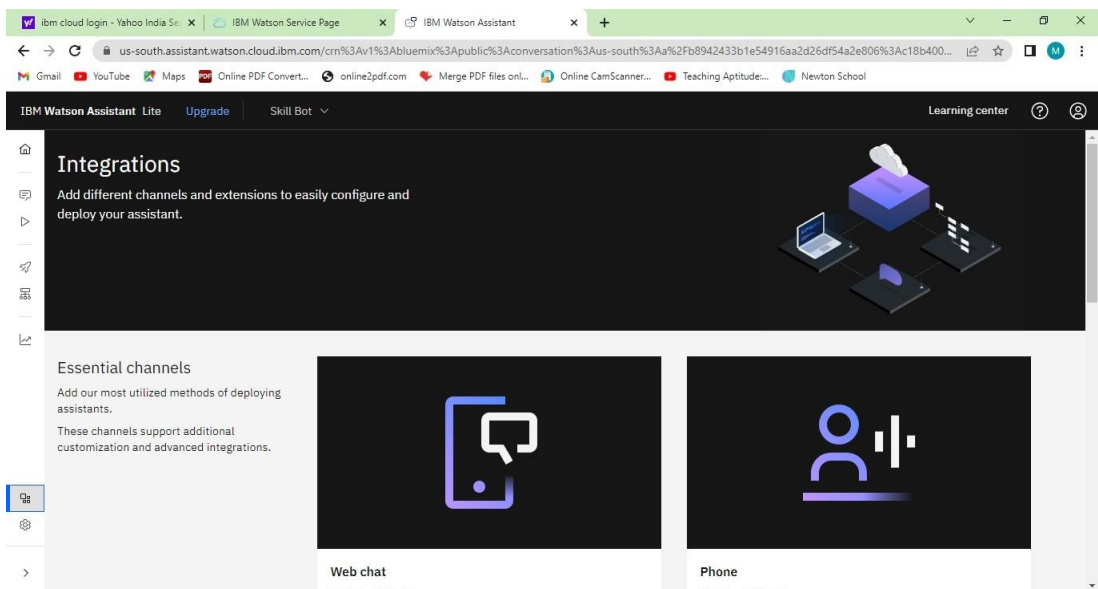 ibm cloud login - Yahoo India Se
IBM Watson Service Page
IBM Watson Assistant
us-south.assistant.watson.cloud.ibm.com/crn%3Av1%3Abluemix%3Apublic%3Aconversation%3Aus-south%3Aa%2Fb8942433b1e54916aa2d26df54a2e806%3Ac18b400...
M
Gmail
YouTube
Maps
PDF
Online PDF Convert...
online2pdf.com
Merge PDF files onl...
Online CamScanner...
Teaching Aptitude:...
Newton School
IBM Watson Assistant Lite
Upgrade
Skill Bot
Learning center
Integrations
Add different channels and extensions to easily configure and
deploy your assistant.
Essential channels
Add our most utilized methods of deploying
assistants.
These channels support additional
customization and advanced integrations.
Web chat
Phone